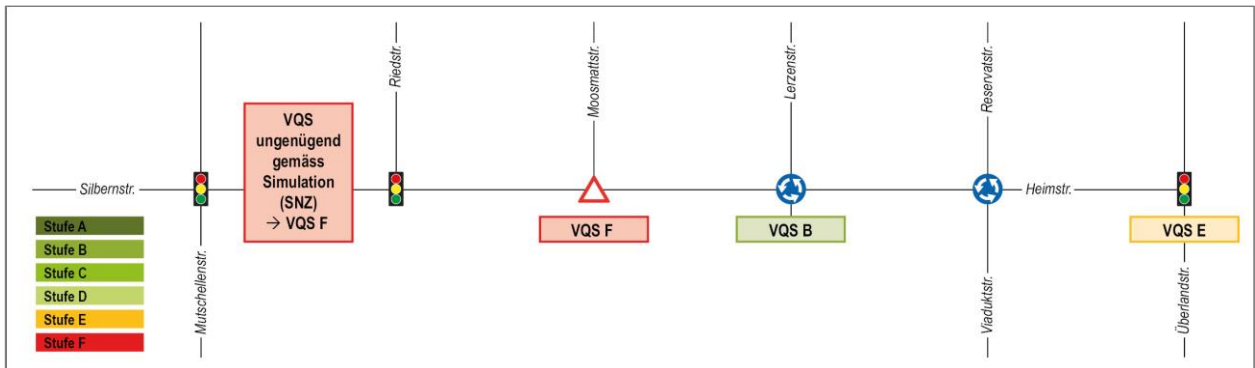 Riedstr.
Moosmattstr.
Lerzenstr.
Reservatstr.
VQS
ungenügend
gemäss
Simulation
(SNZ)
→ VQS F
Silbernstr.
Heimstr.
Stufe A
Stufe B
Stufe C
Stufe D
Stufe E
Stufe F
VQS F
VQS B
VQS E
Mutschellenstr.
Viaduktstr.
Überlandstr.